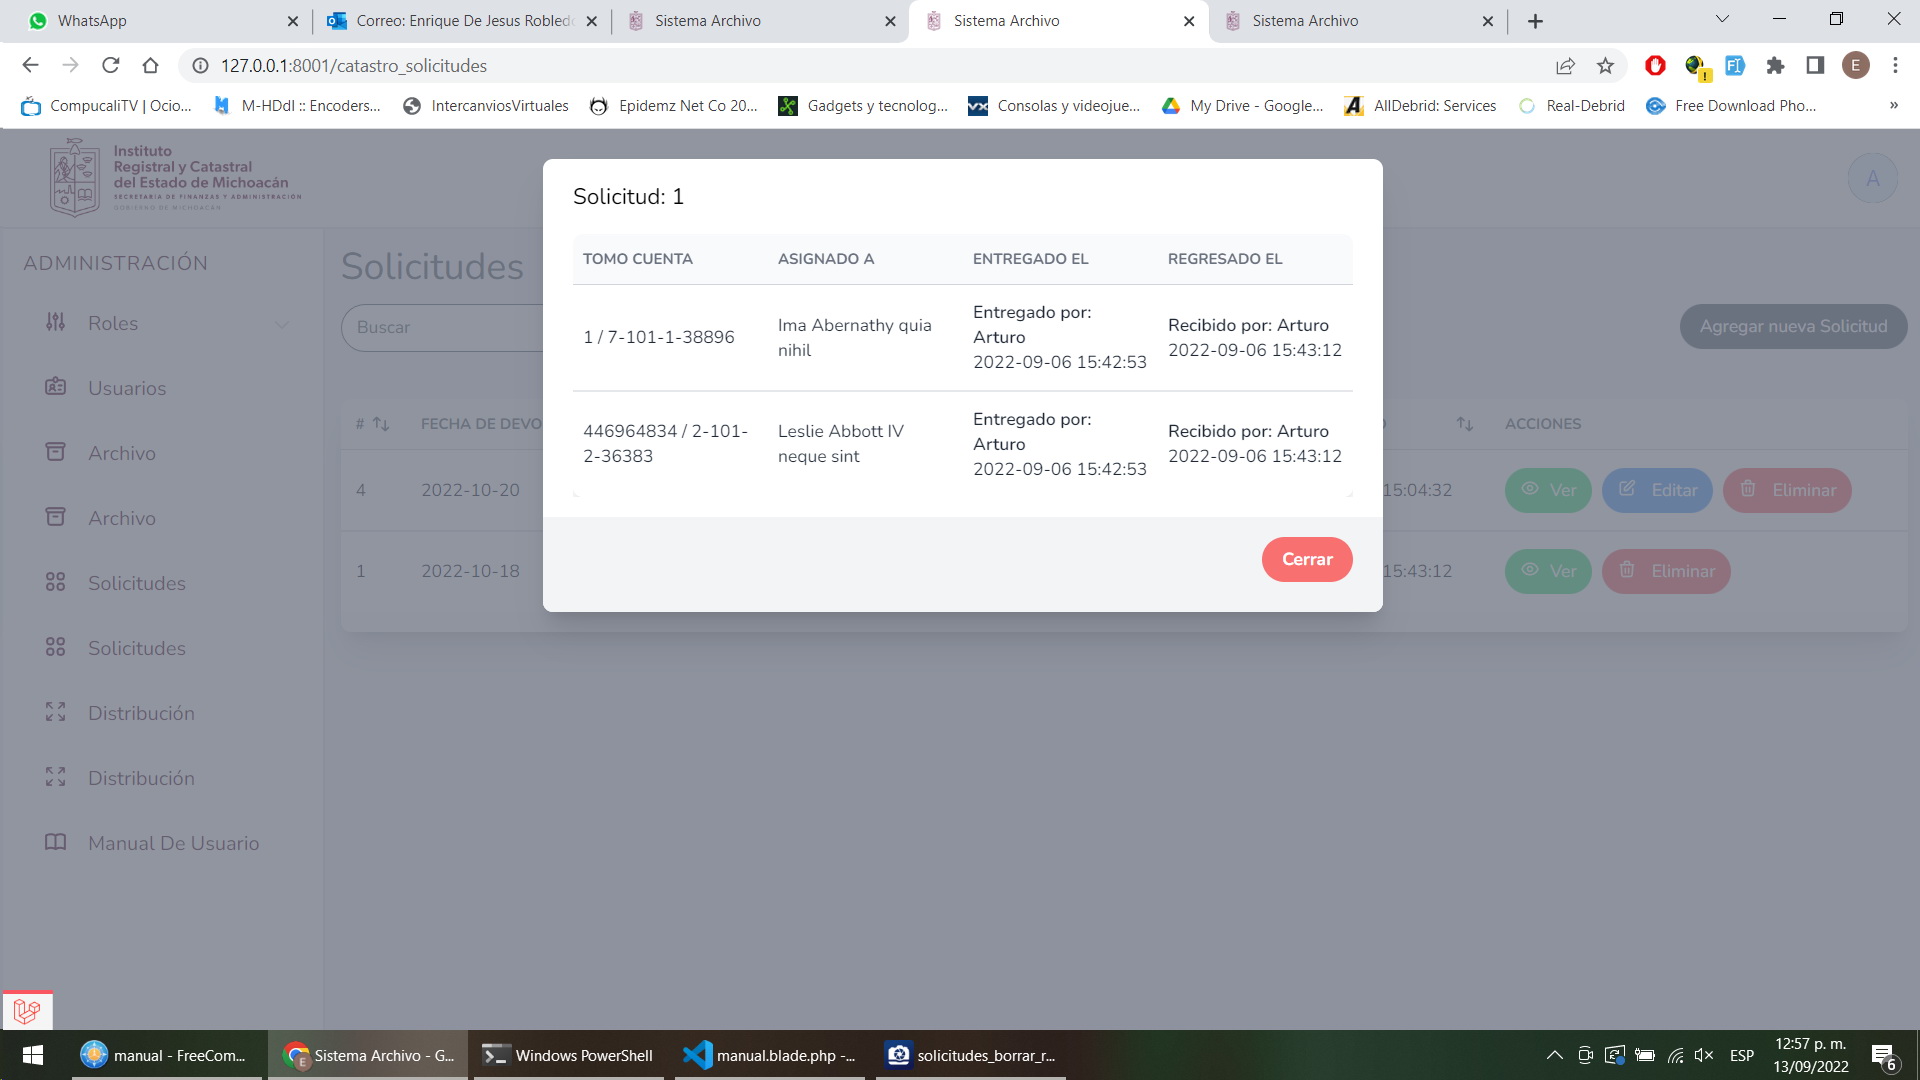 WhatsApp
Correo: Enrique De Jesus Robledo
Sistema Archivo
Sistema Archivo
Sistema Archivo
127.0.0.1:8001/catastro_solicitudes
E
CompucaliTV | Ocio...
M-HDdl :: Encoders...
IntercanviosVirtuales
Epidemz Net Co 20...
Gadgets y tecnolog...
Consolas y videojue...
My Drive - Google...
AllDebrid: Services
Real-Debrid
Free Download Pho...
»
Instituto
Registral y Catastral
del Estado de Michoacán
SECRETARÍA DE FINANZAS Y ADMINISTRACIÓN
GOBIERNO DE MICHOACÁN
A
ADMINISTRACIÓN
Roles
Usuarios
Archivo
Archivo
Solicitudes
Solicitudes
Distribución
Distribución
Manual De Usuario
Solicitudes
Buscar
Agregar nueva Solicitud
# FECHA DE DEVO ACCIONES
4 2022-10-20 15:04:32 Ver Editar Eliminar
1 2022-10-18 15:43:12 Ver Eliminar
Solicitud: 1
TOMO CUENTA ASIGNADO A ENTREGADO EL REGRESADO EL
1 / 7-101-1-38896
Ima Abernathy quia
nihil
Entregado por:
Arturo
2022-09-06 15:42:53
Recibido por: Arturo
2022-09-06 15:43:12
446964834 / 2-101-
2-36383
Leslie Abbott IV
neque sint
Entregado por:
Arturo
2022-09-06 15:42:53
Recibido por: Arturo
2022-09-06 15:43:12
Cerrar
manual - FreeCom...
Sistema Archivo - G...
Windows PowerShell
manual.blade.php -...
solicitudes_borrar_r...
ESP
12:57 p. m.
13/09/2022
6